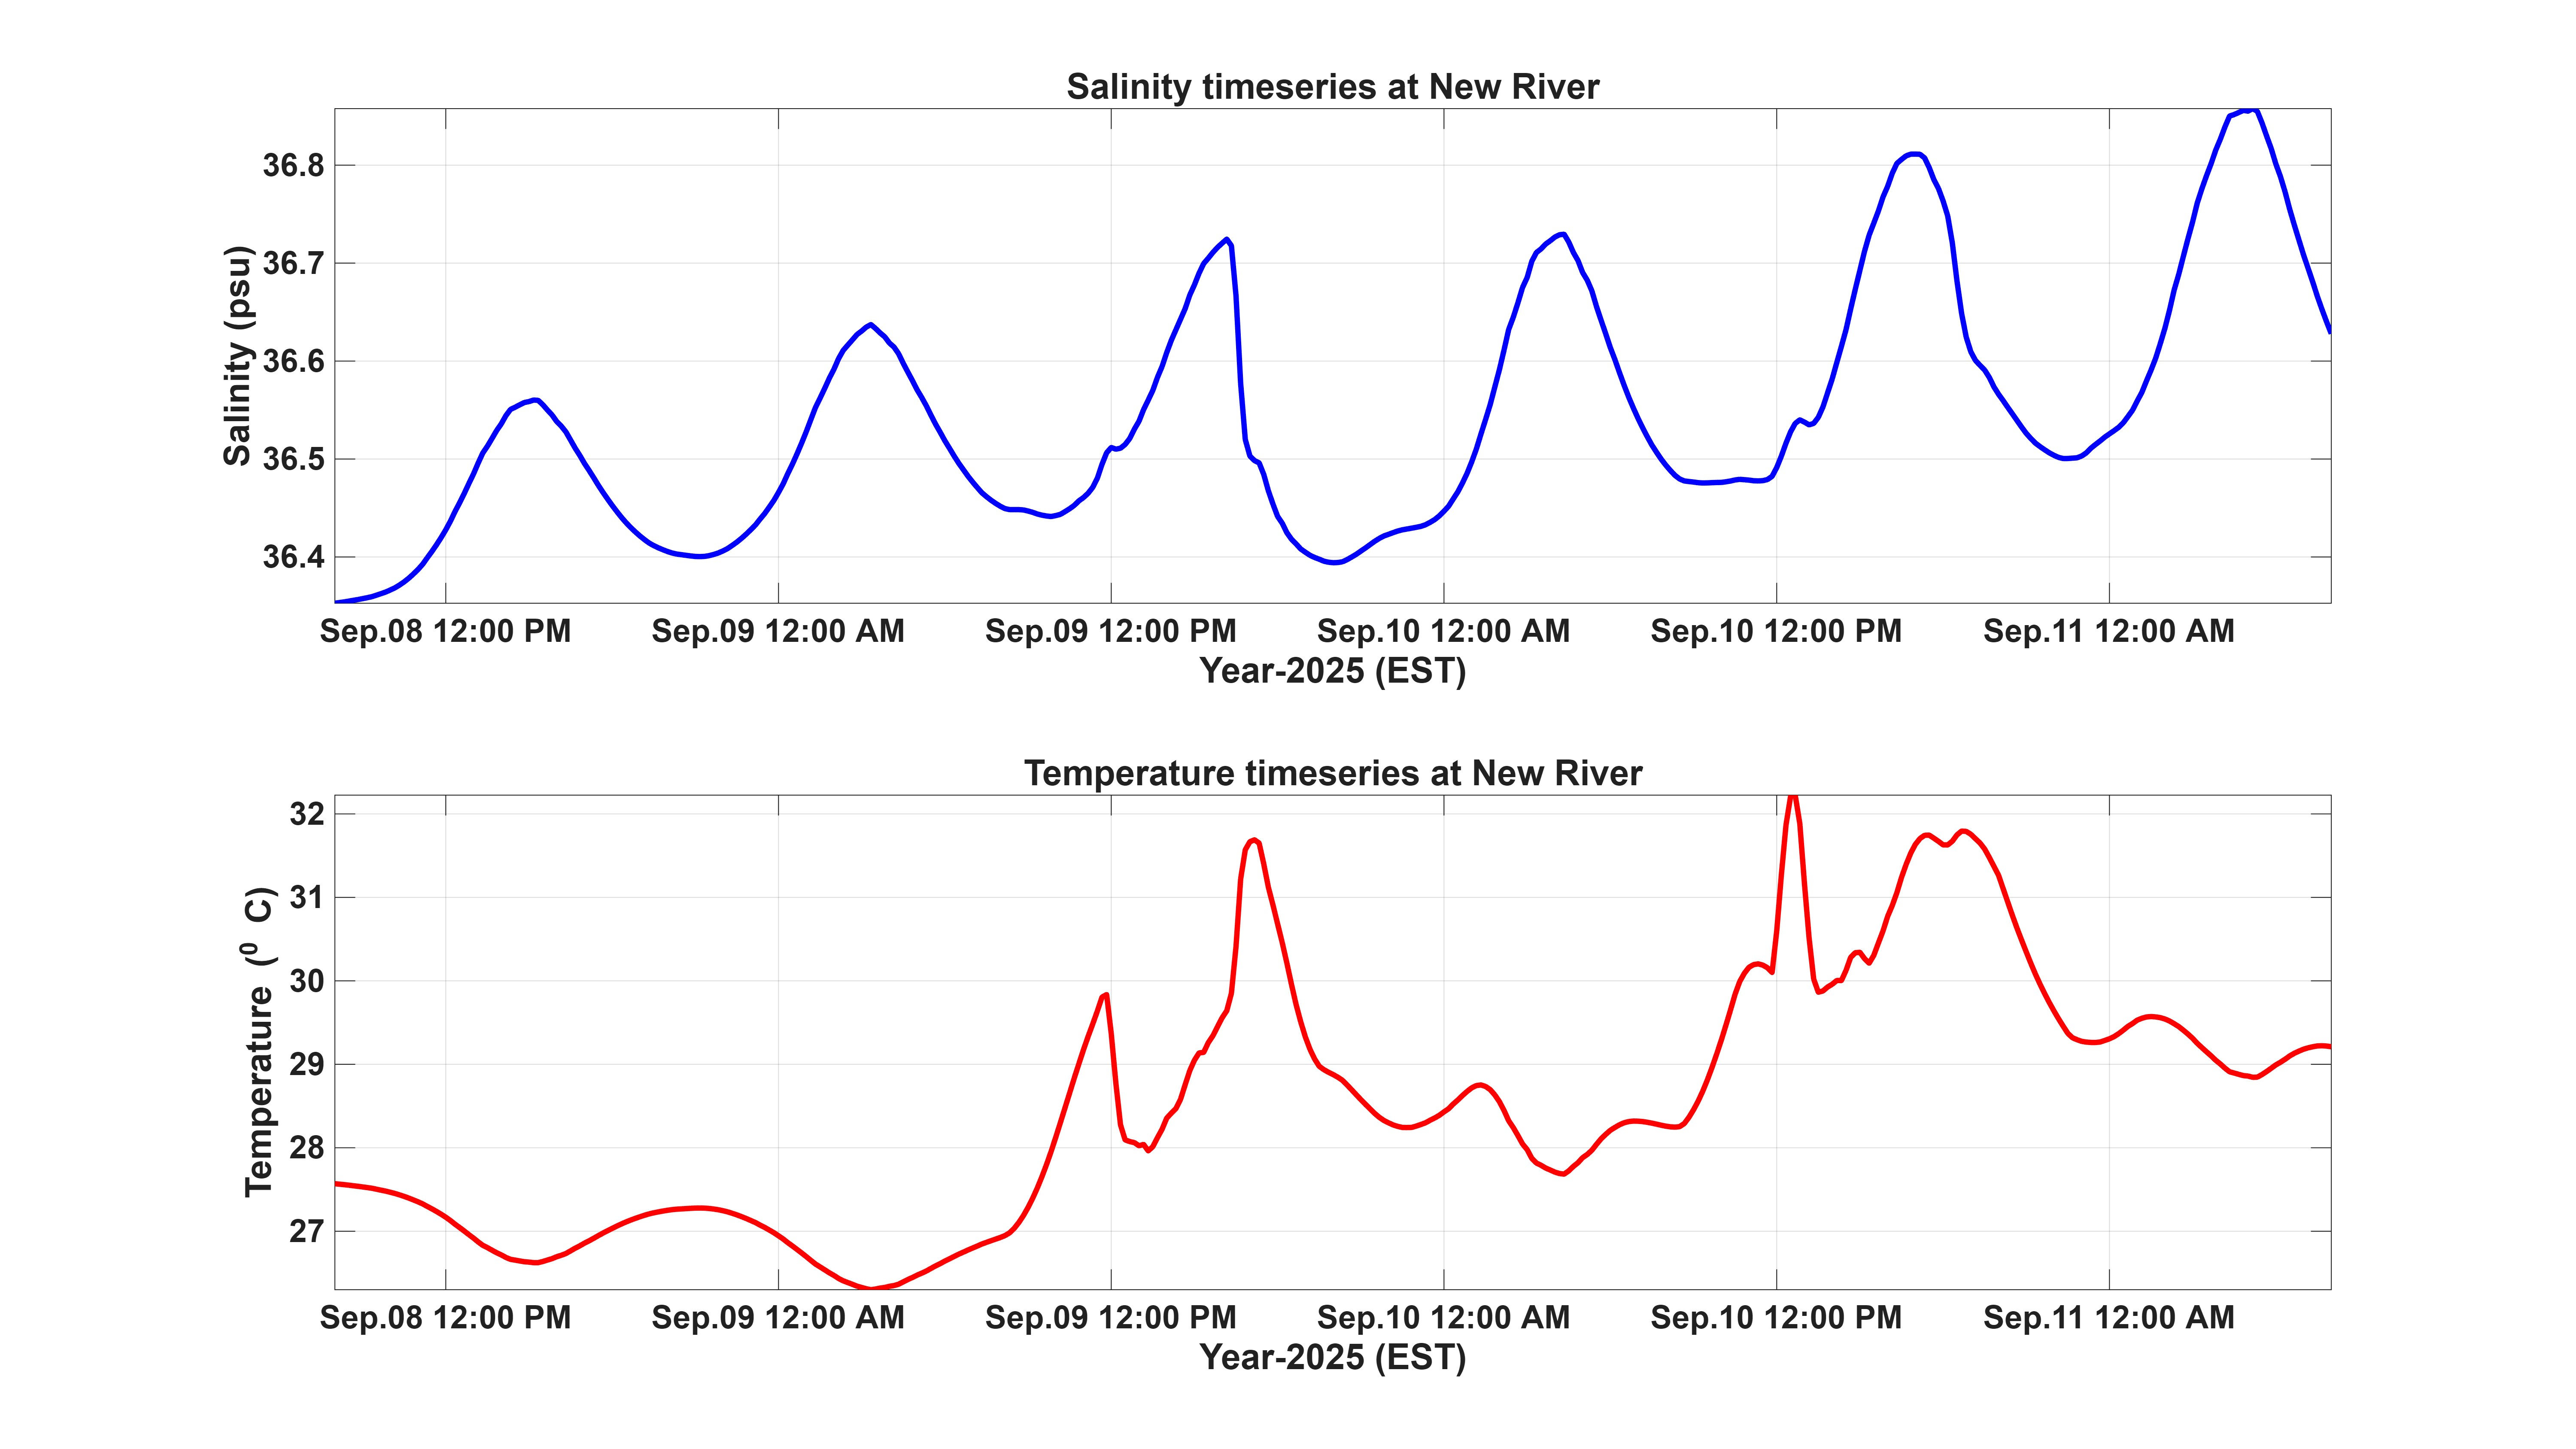 Salinity timeseries at New River
Salinity (psu)
36.8
36.7
36.6
36.5
36.4
Sep.08 12:00 PM Sep.09 12:00 AM Sep.09 12:00 PM Sep.10 12:00 AM Sep.10 12:00 PM Sep.11 12:00 AM
Year-2025 (EST)
Temperature timeseries at New River
Temperature (⁰ C)
32
31
30
29
28
27
Sep.08 12:00 PM Sep.09 12:00 AM Sep.09 12:00 PM Sep.10 12:00 AM Sep.10 12:00 PM Sep.11 12:00 AM
Year-2025 (EST)